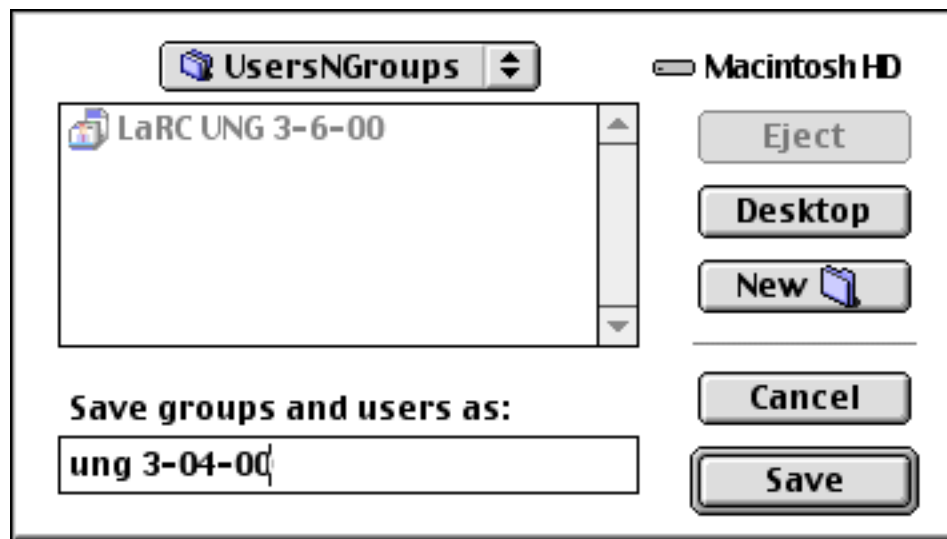 UsersNGroups
Macintosh HD
LaRC UNG 3-6-00
Eject
Desktop
New
Save groups and users as:
Cancel
ung 3-04-00
Save